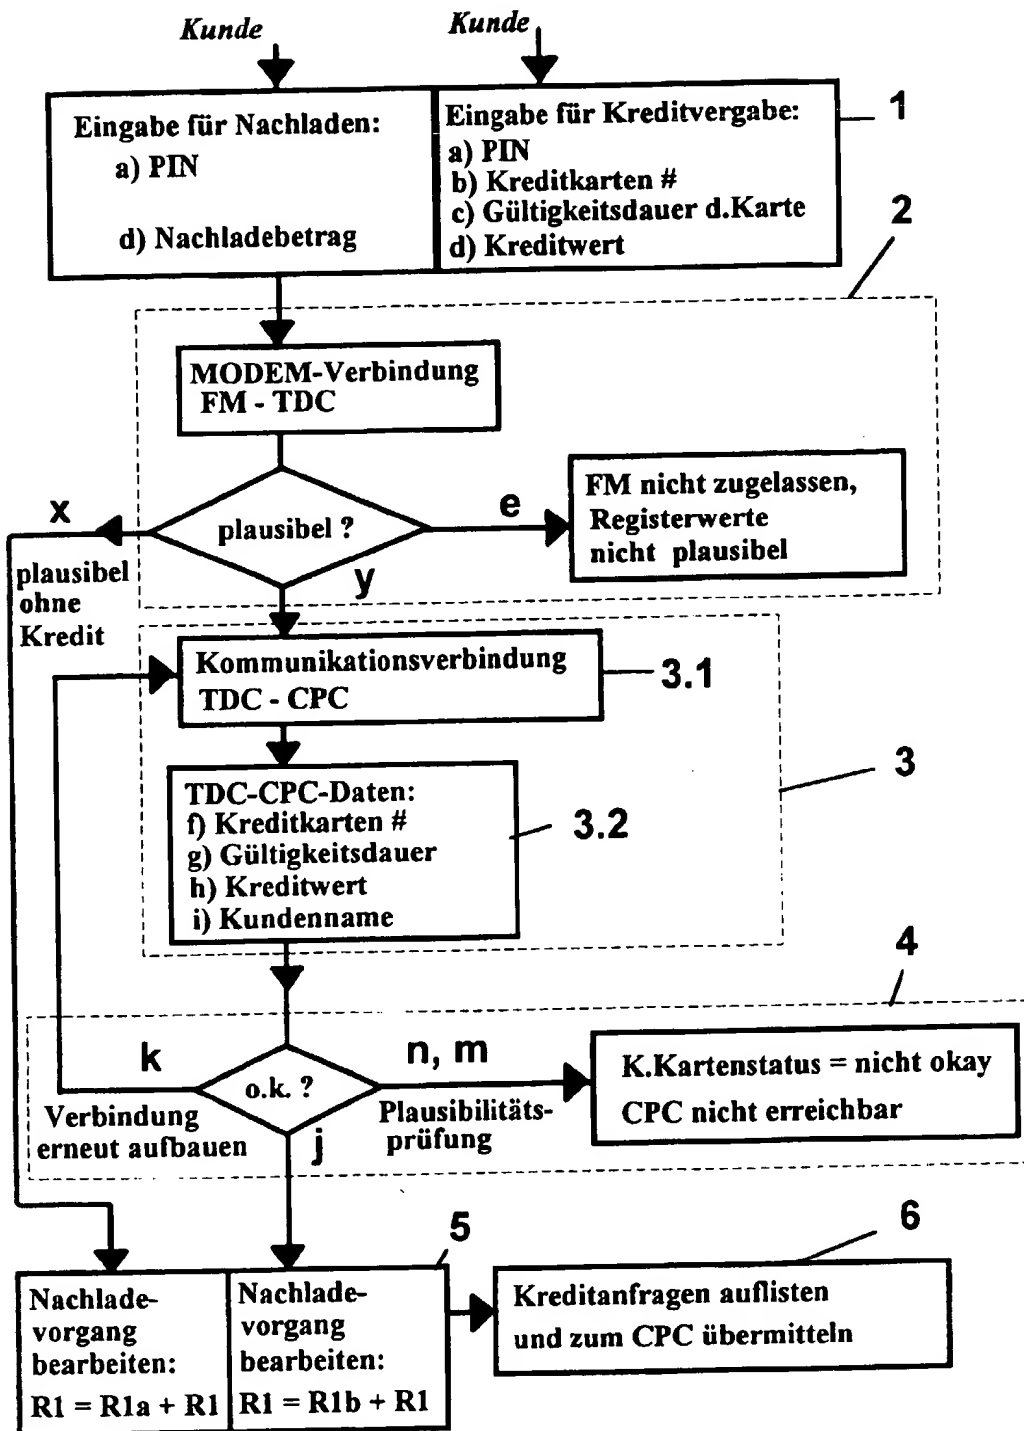 Kunde
Kunde
Eingabe für Nachladen:
a) PIN
d) Nachladebetrag
Eingabe für Kreditvergabe:
a) PIN
b) Kreditkarten #
c) Gültigkeitsdauer d.Karte
d) Kreditwert
1
2
MODEM-Verbindung
FM - TDC
plausibel ?
x
e
y
FM nicht zugelassen,
Registerwerte
nicht plausibel
plausibel
ohne
Kredit
Kommunikationsverbindung
TDC - CPC
3.1
3
TDC-CPC-Daten:
f) Kreditkarten #
g) Gültigkeitsdauer
h) Kreditwert
i) Kundenname
3.2
4
k
o.k. ?
n, m
j
Verbindung
erneut aufbauen
Plausibilitäts-
prüfung
K.Kartenstatus = nicht okay
CPC nicht erreichbar
5
6
Nachlade-
vorgang
bearbeiten:
R1 = R1a + R1
Nachlade-
vorgang
bearbeiten:
R1 = R1b + R1
Kreditanfragen auflisten
und zum CPC übermitteln